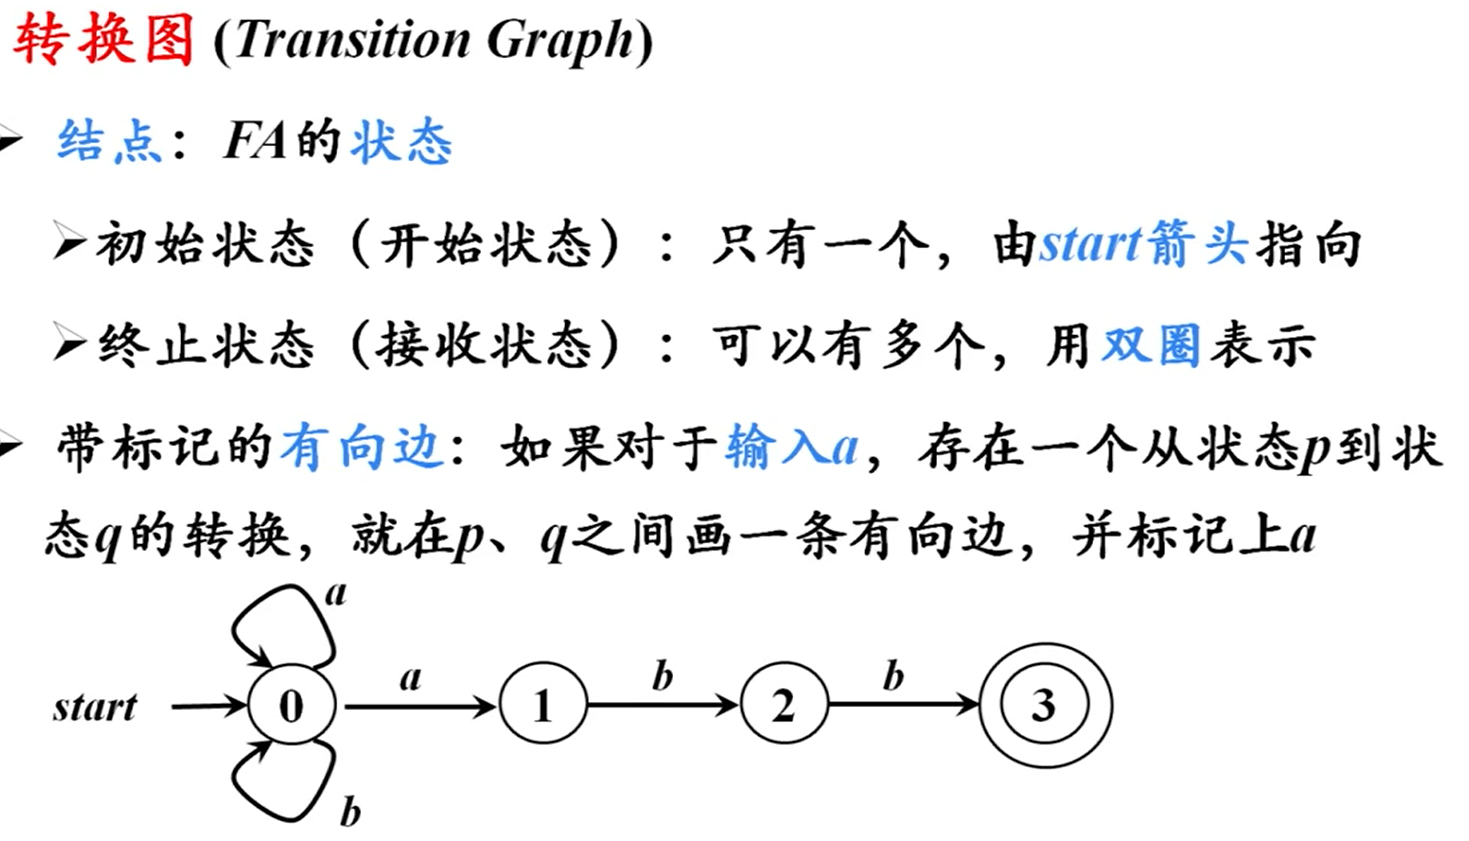 转换图 (Transition Graph)
结点：FA的状态
初始状态（开始状态）：只有一个，由start箭头指向
终止状态（接收状态）：可以有多个，用双圈表示
带标记的有向边：如果对于输入a，存在一个从状态p到状
态q的转换，就在p、q之间画一条有向边，并标记上a
a
start 0 a 1 b 2 b 3
b